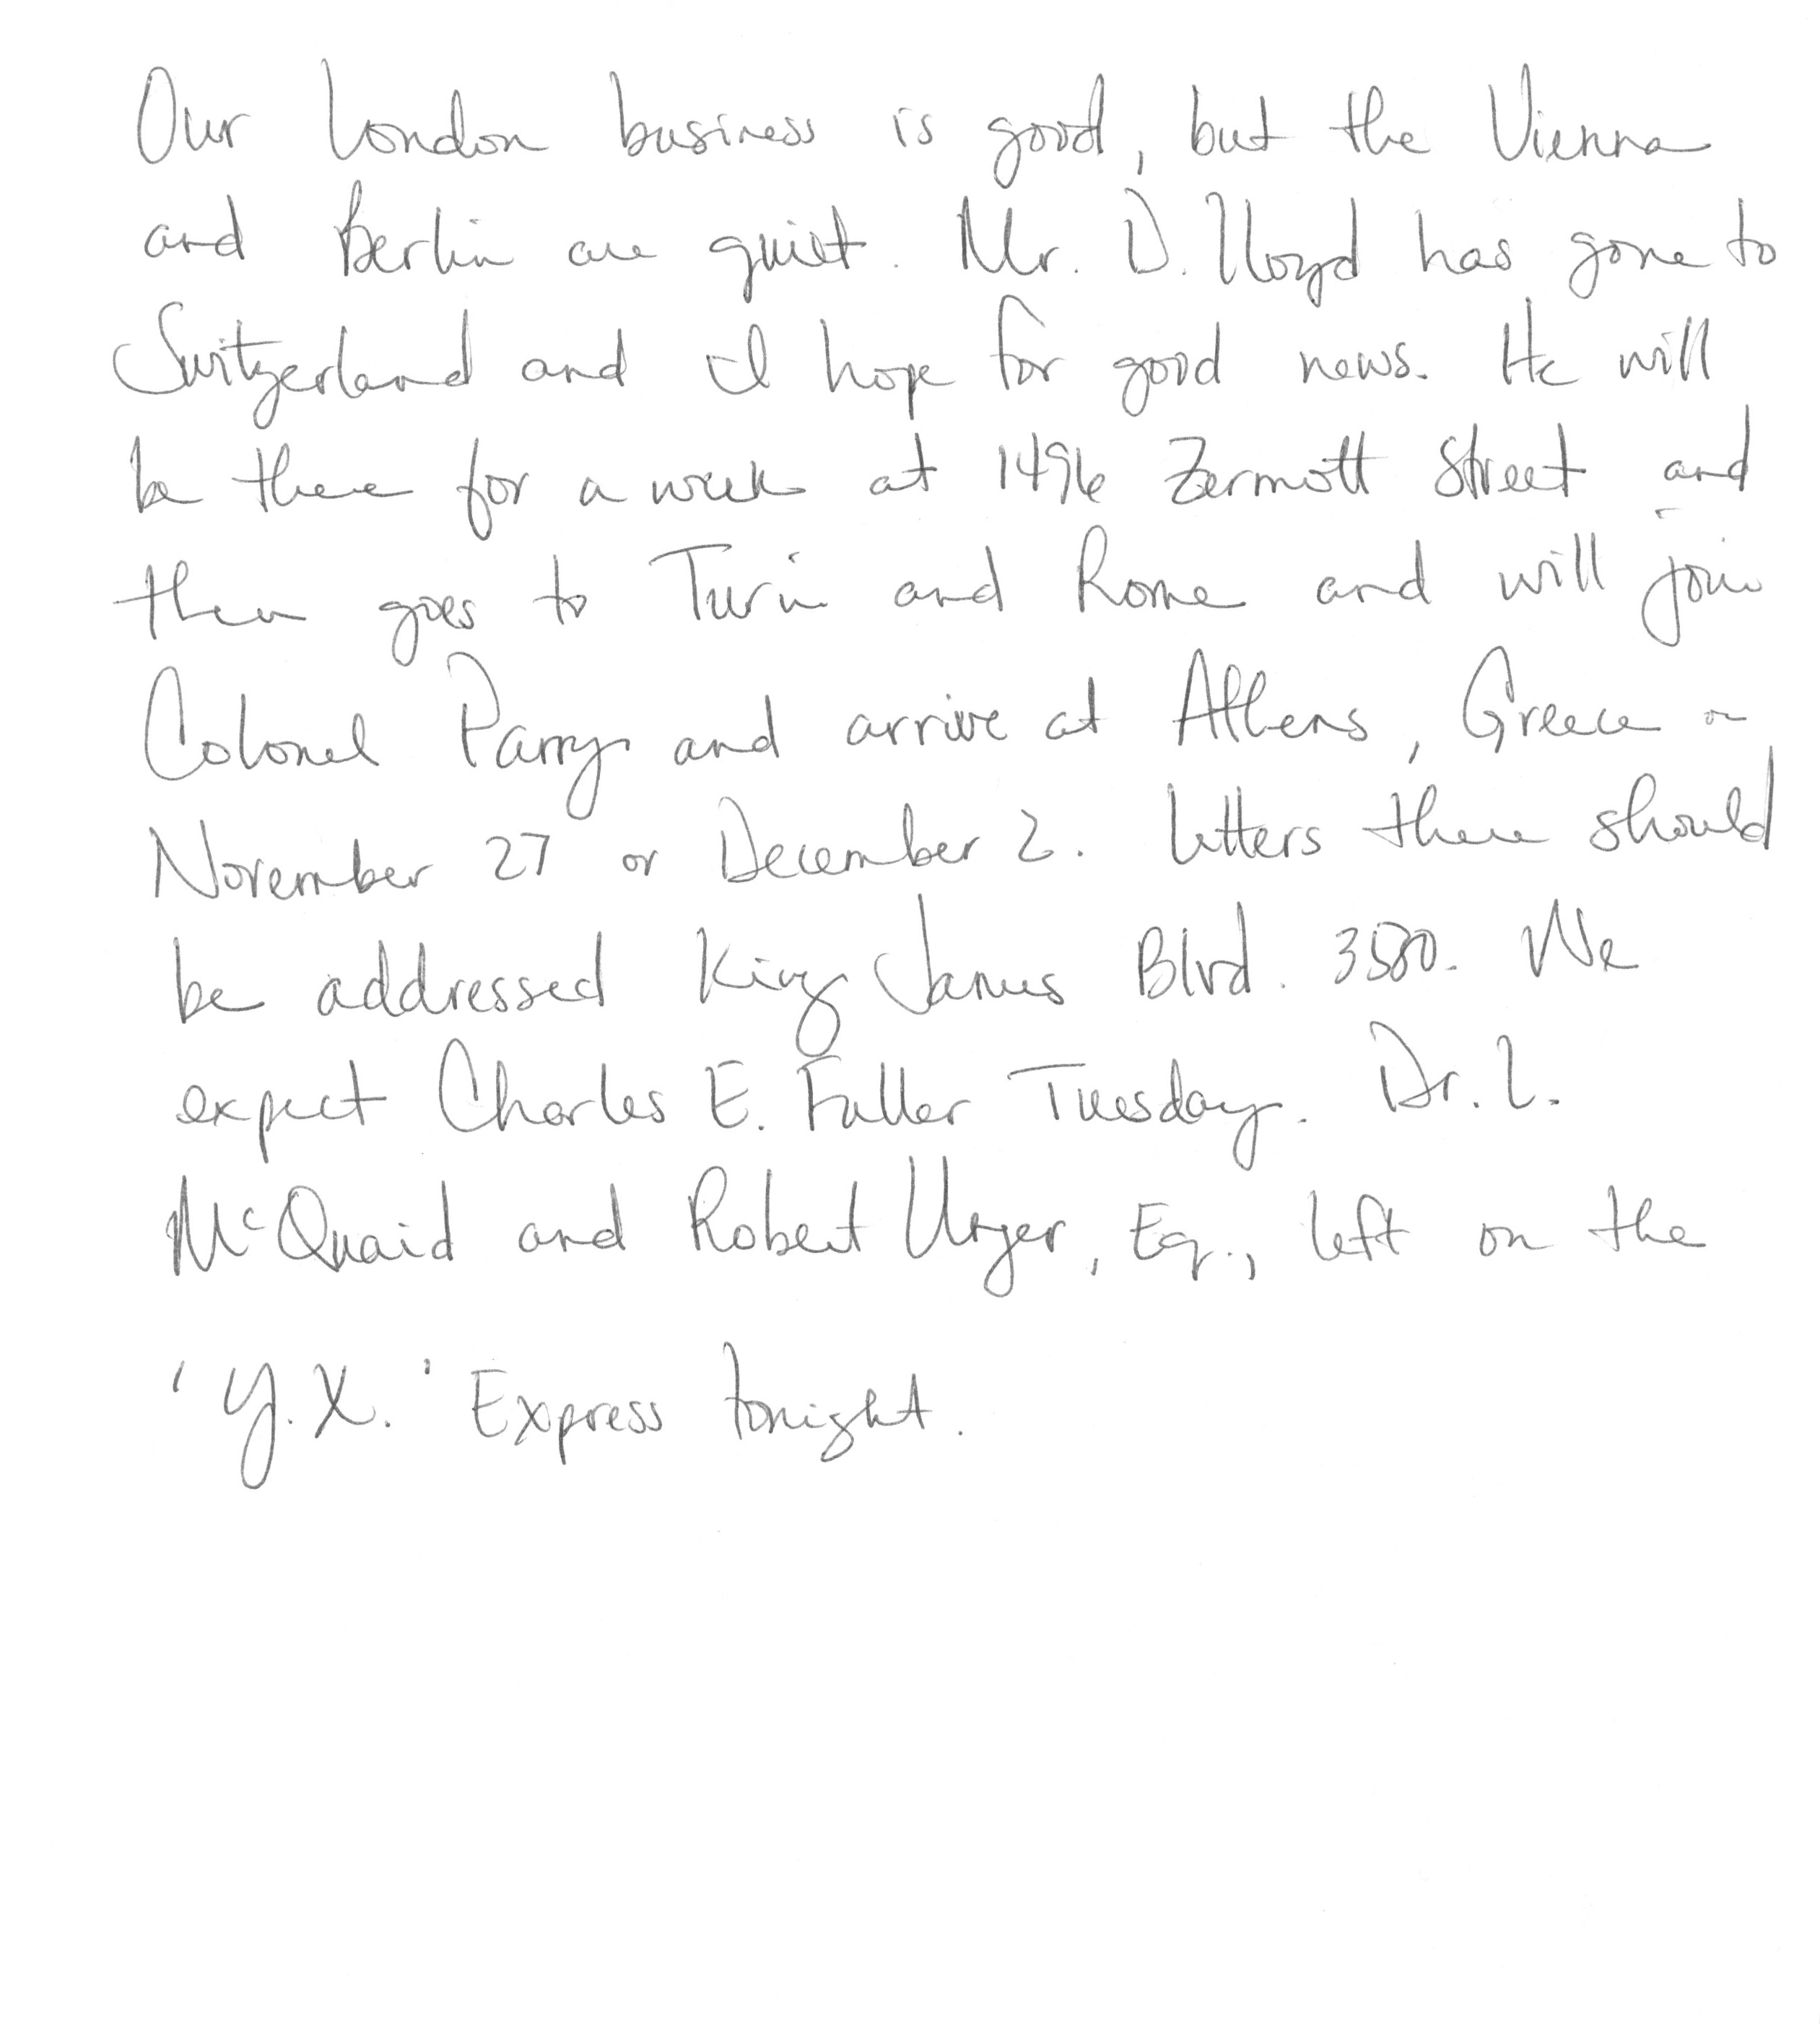 Our London business is good, but the Vienna
and Berlin are quiet. Mr. D. Lloyd has gone to
Switzerland and I hope for good news. He will
be there for a week at 1496 Zermott Street and
then goes to Turin and Rome and will join
Colonel Parry and arrive at Athens, Greece on
November 27 or December 2. Letters there should
be addressed King James Blvd. 3580. We
expect Charles E. Fuller Tuesday. Dr. L.
McQuaid and Robert Unger, Esq., left on the
'Y.X.' Express tonight.